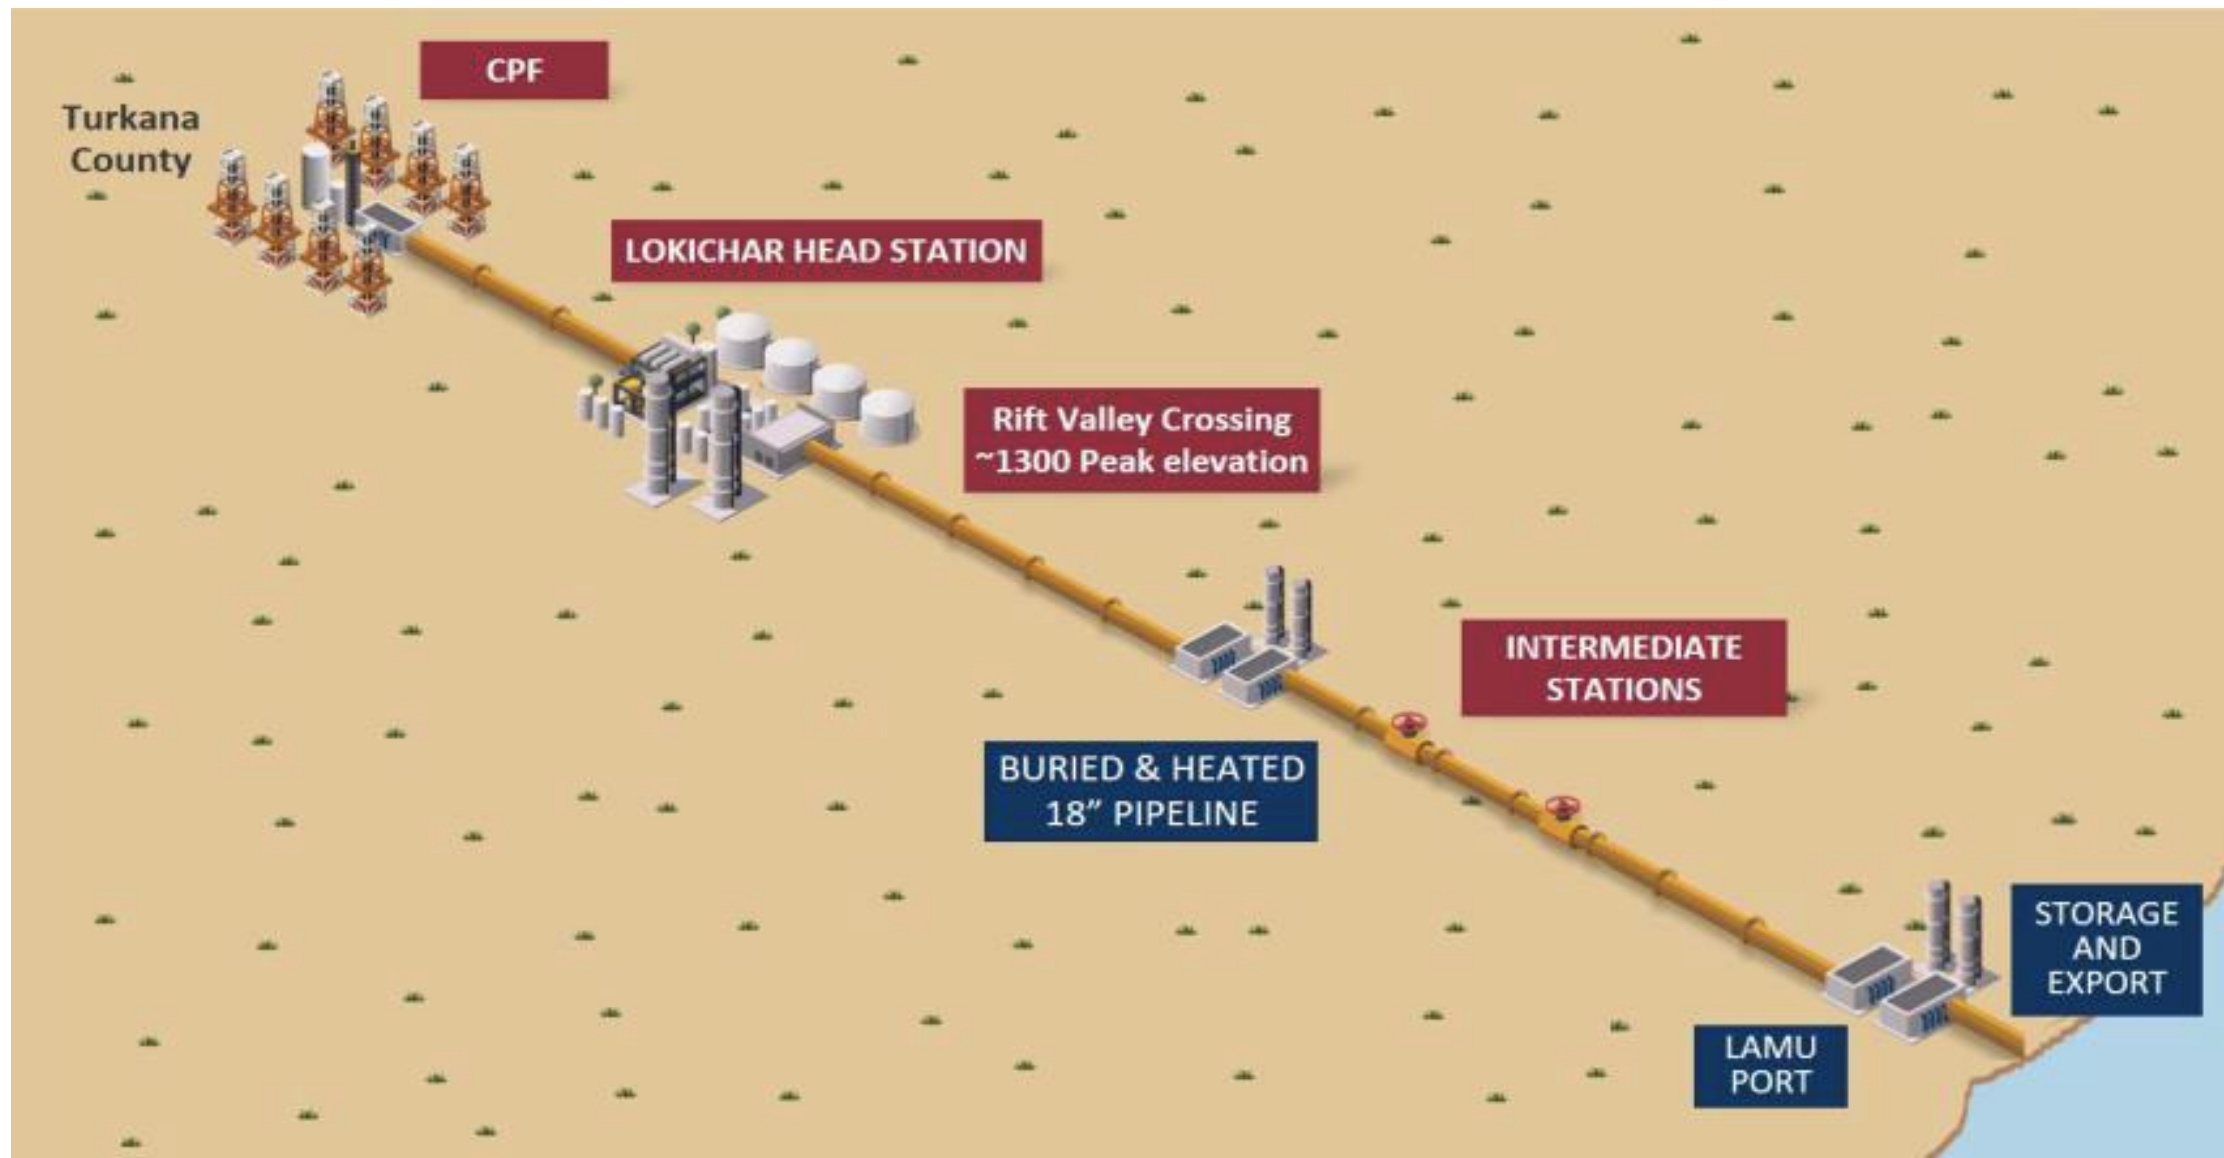 CPF
Turkana
County
LOKICHAR HEAD STATION
Rift Valley Crossing
~1300 Peak elevation
INTERMEDIATE
STATIONS
BURIED & HEATED
18” PIPELINE
STORAGE
AND
EXPORT
LAMU
PORT